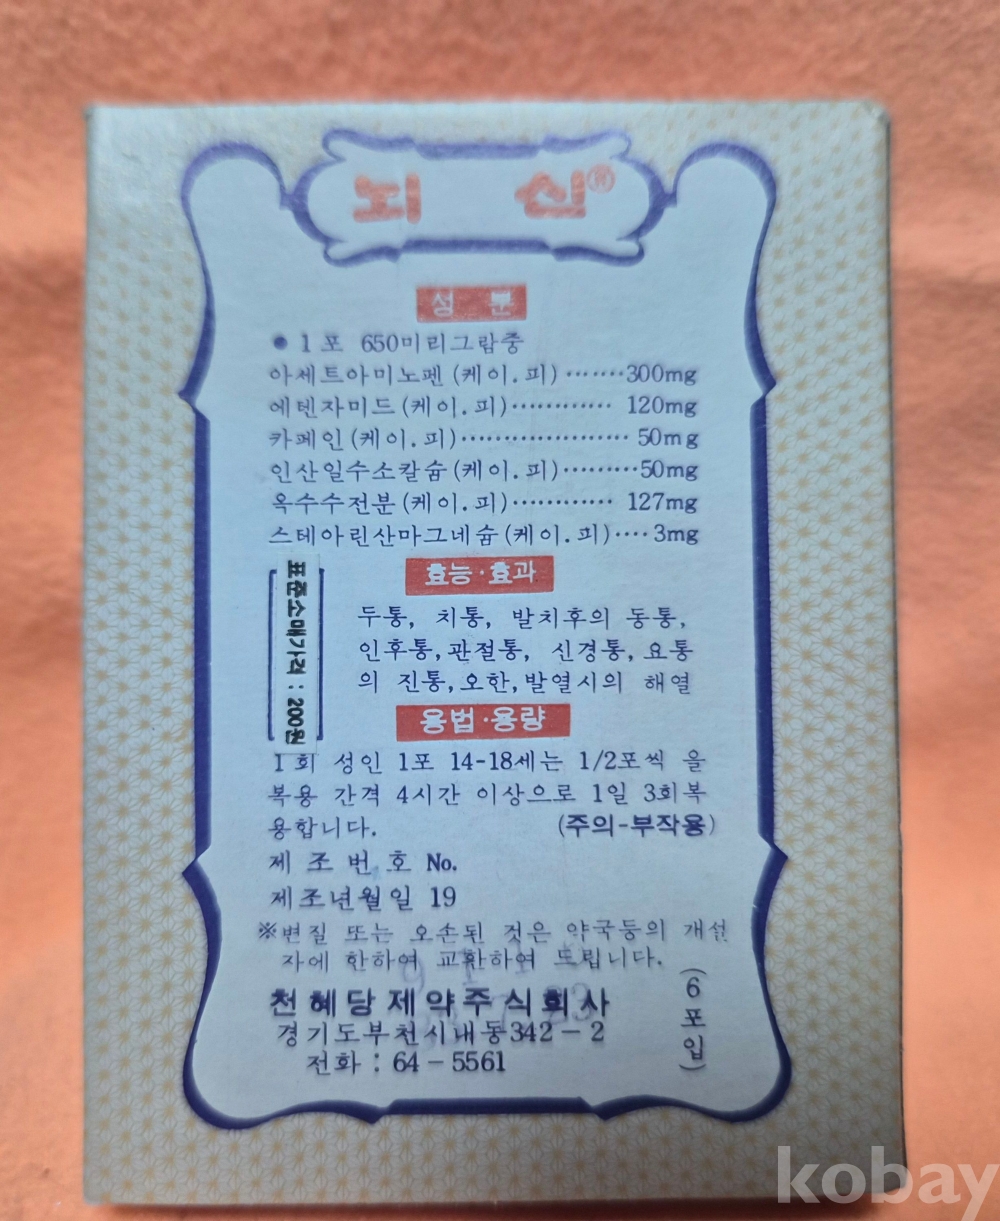 뇌 신®
성 분
● 1포 650미리그람중
아세트아미노펜(케이.피)·······300mg
에텐자미드(케이.피)············ 120mg
카페인(케이.피)····················· 50mg
인산일수소칼슘(케이.피)·········50mg
옥수수전분(케이.피)············ 127mg
스테아린산마그네슘(케이.피)····3mg
효능·효과
두통, 치통, 발치후의 동통,
인후통,관절통, 신경통,요통
의 진통,오한,발열시의 해열
표준소매가격 : 200원
용법·용량
1회 성인 1포 14-18세는 1/2포씩 을
복용 간격 4시간 이상으로 1일 3회복
용합니다. (주의-부작용)
제 조 번 호 No.
제조년월일 19
※변질 또는 오손된 것은 약국등의 개설
자에 한하여 교환하여 드립니다.
천혜당제약주식회사
경기도부천시내동342-2
전화 : 64-5561
(6포입)
kobay